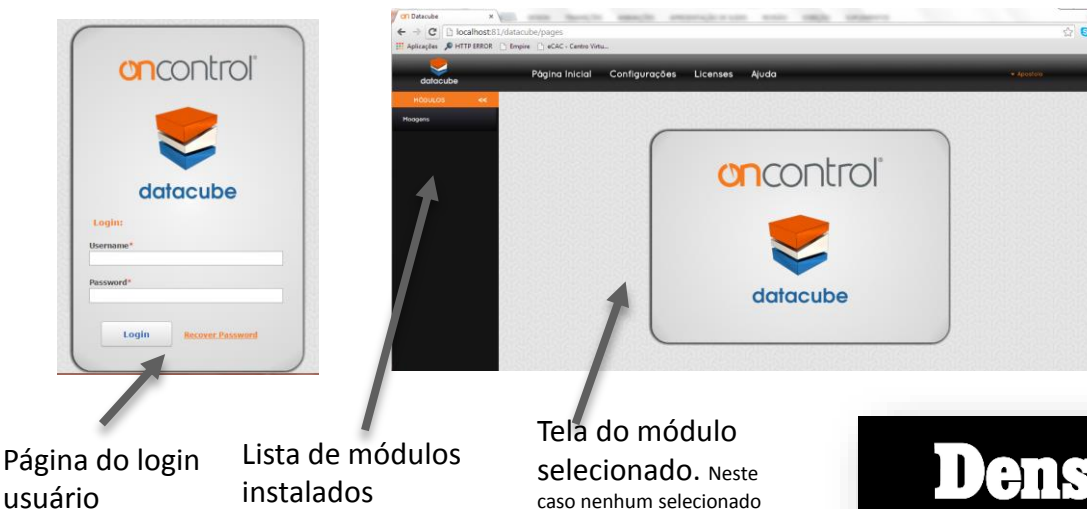 oncontrol
datacube
Login:
Username*
Password*
Login
Recover Password
on Datacube
localhost:81/datacube/pages
Aplicações HTTP ERROR Empire eCAC - Centro Virtu...
datacube
Página Inicial Configurações Licenses Ajuda
MÓDULOS <<
Moagens
oncontrol
datacube
Página do login
usuário
Lista de módulos
instalados
Tela do módulo
selecionado. Neste
caso nenhum selecionado
Dens